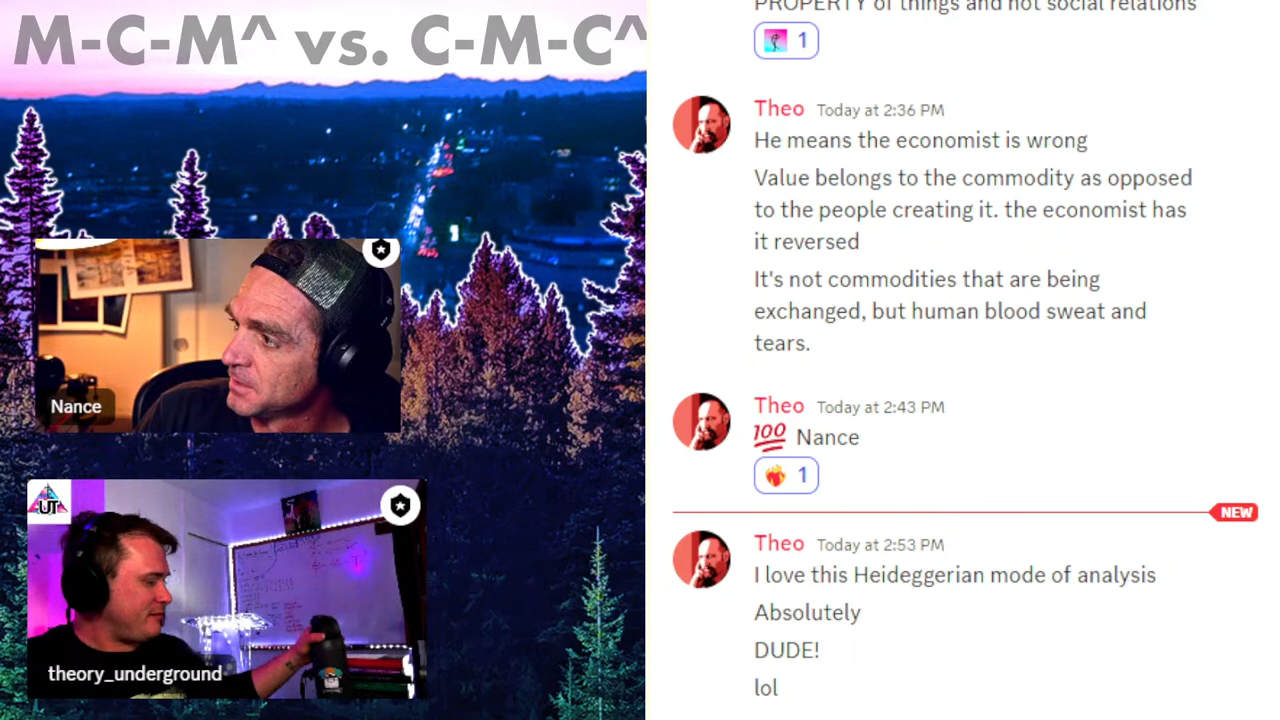 M-C-M^ vs. C-M-C^
Nance
UT
theory_underground
PROPERTY of things and not social relations
1
Theo Today at 2:36 PM
He means the economist is wrong
Value belongs to the commodity as opposed
to the people creating it. the economist has
it reversed
It's not commodities that are being
exchanged, but human blood sweat and
tears.
Theo Today at 2:43 PM
💯 Nance
1
NEW
Theo Today at 2:53 PM
I love this Heideggerian mode of analysis
Absolutely
DUDE!
lol